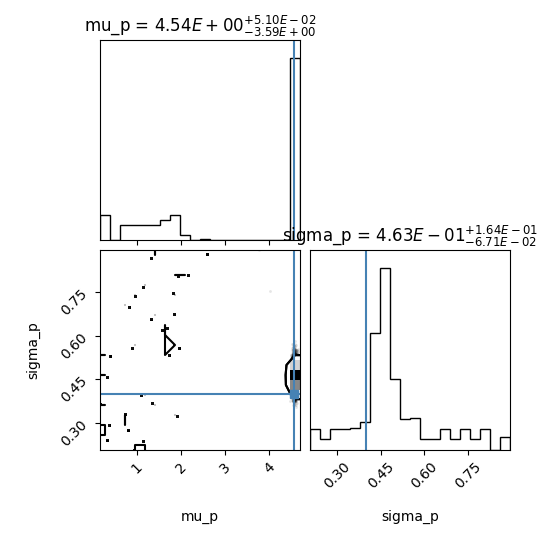 mu_p = 4.54E + 00 +5.10E − 02 −3.59E + 00
sigma_p = 4.63E − 01 +1.64E − 01 −6.71E − 02
sigma_p
0.75
0.60
0.45
0.30
1 2 3 4
0.30 0.45 0.60 0.75
mu_p
sigma_p